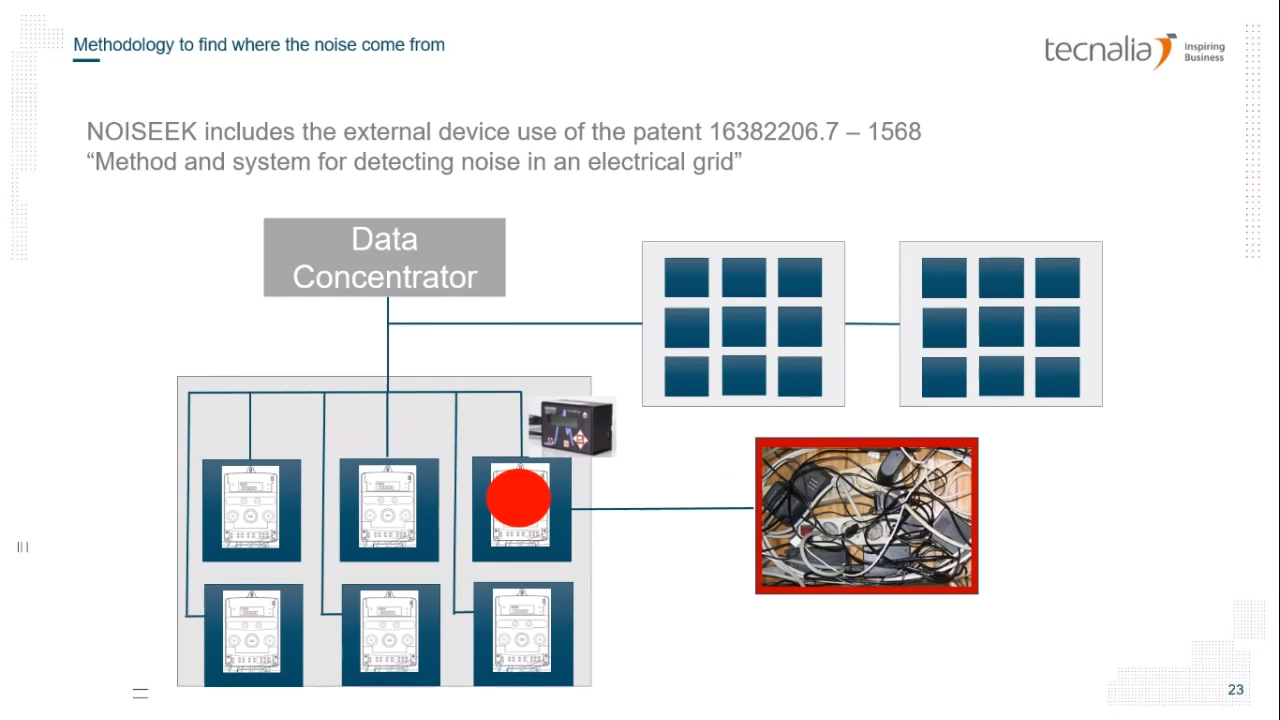 Methodology to find where the noise come from
tecnalia
Inspiring
Business
NOISEEK includes the external device use of the patent 16382206.7 – 1568
“Method and system for detecting noise in an electrical grid”
Data
Concentrator
23